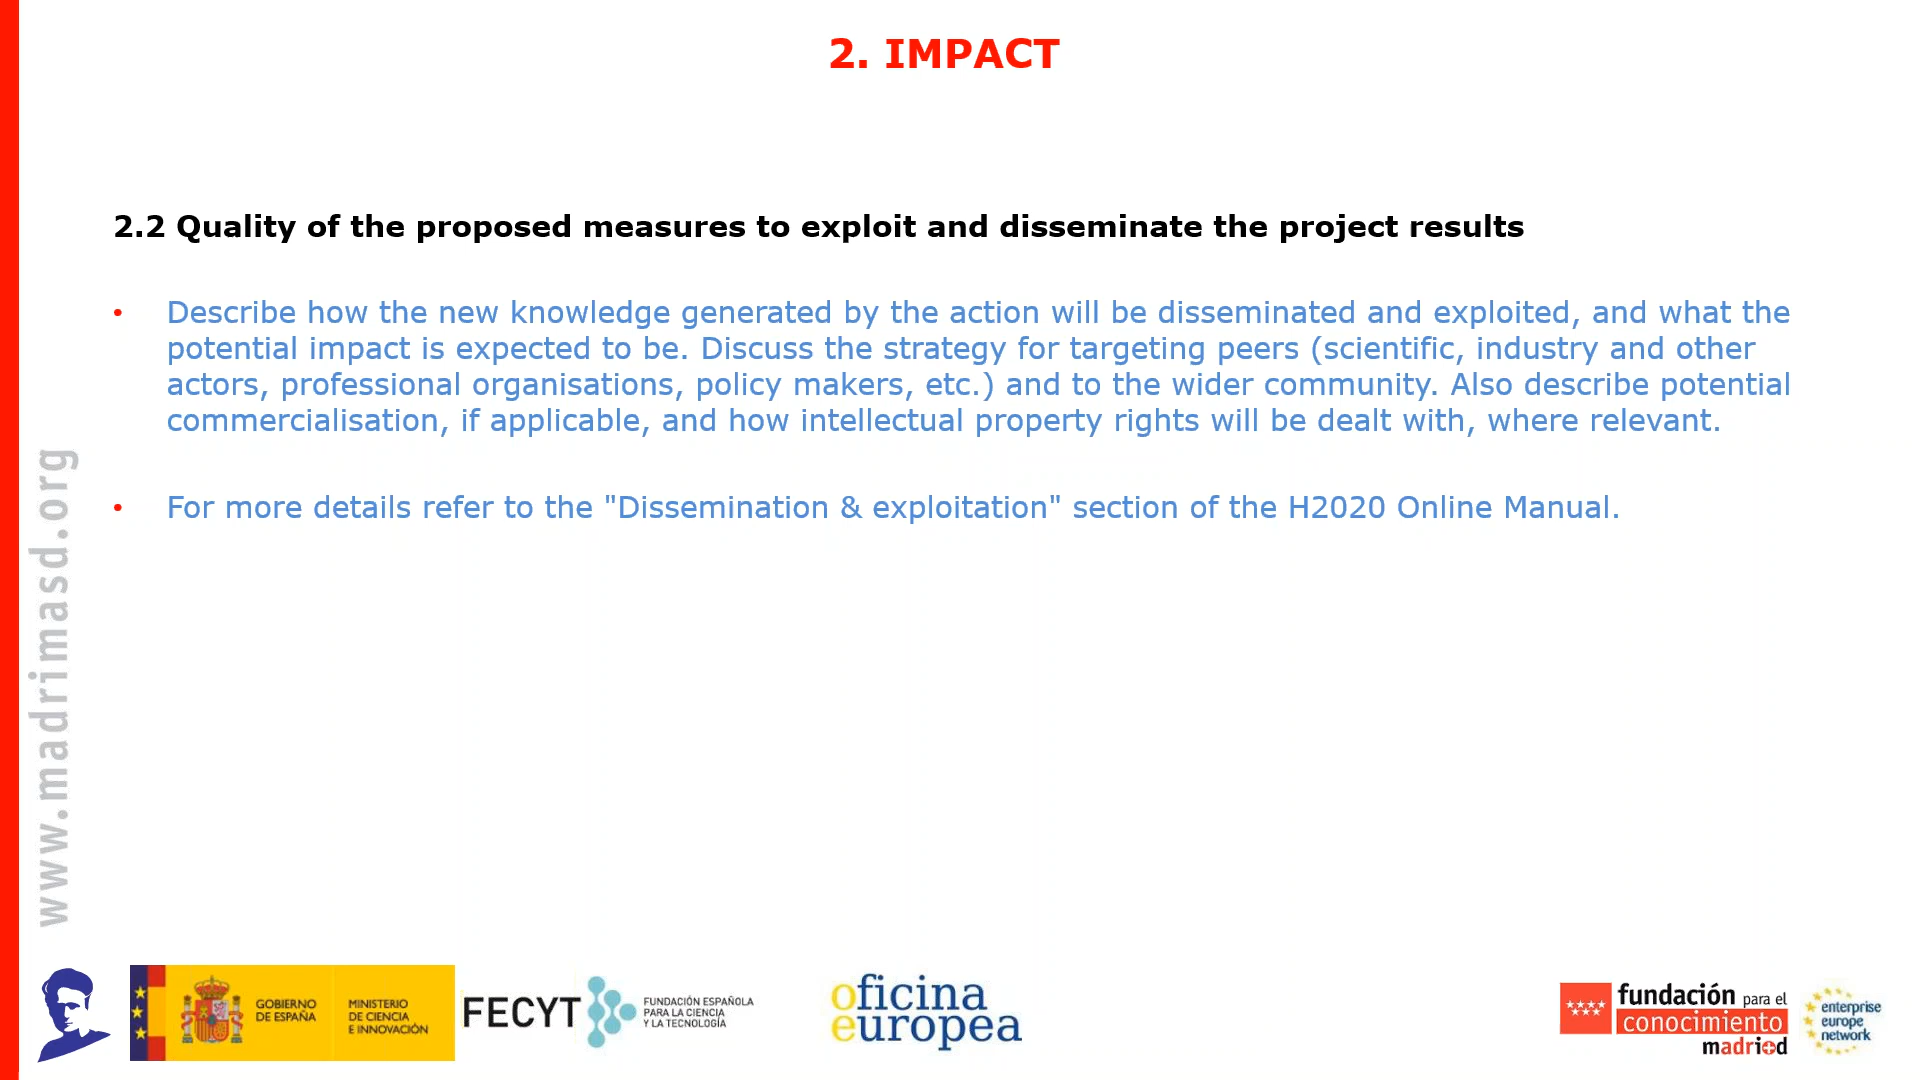 2. IMPACT
2.2 Quality of the proposed measures to exploit and disseminate the project results
• Describe how the new knowledge generated by the action will be disseminated and exploited, and what the
potential impact is expected to be. Discuss the strategy for targeting peers (scientific, industry and other
actors, professional organisations, policy makers, etc.) and to the wider community. Also describe potential
commercialisation, if applicable, and how intellectual property rights will be dealt with, where relevant.
• For more details refer to the "Dissemination & exploitation" section of the H2020 Online Manual.
www.madrimasd.org
GOBIERNO
DE ESPAÑA
MINISTERIO
DE CIENCIA
E INNOVACIÓN
FECYT
FUNDACIÓN ESPAÑOLA
PARA LA CIENCIA
Y LA TECNOLOGÍA
oficina
europea
fundación para el
conocimiento
madri+d
enterprise
europe
network